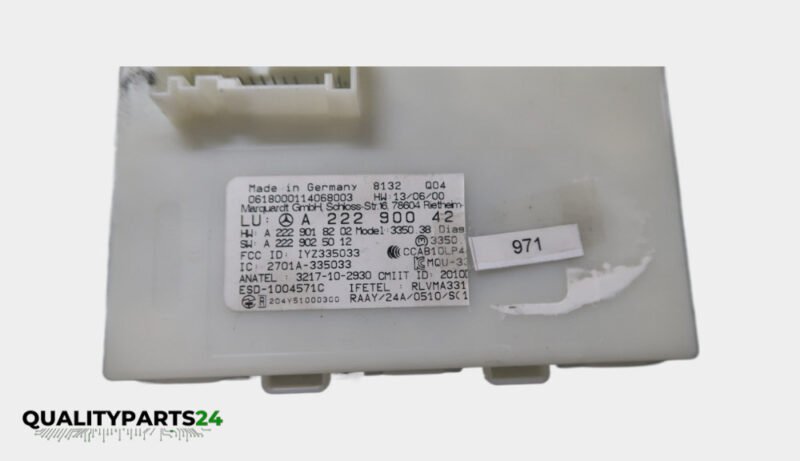 Made in Germany 8132 Q04
0618000114068003 HW:13/06/00
Marquardt GmbH, Schloss-Str.16, 78604 Rietheim-
LU: A 222 900 42
HW: A 222 901 82 02 Model: 3350.38 Diag
SW: A 222 902 50 12 3350.
FCC ID: IYZ335033 CCAB10LP4
IC: 2701A-335033 MQU-33
ANATEL: 3217-10-2930 CMIIT ID: 2010
ESD-1004571C IFETEL: RLVMA331
204Y51000300 RAAY/24A/0510/S(1
971
QUALITYPARTS24